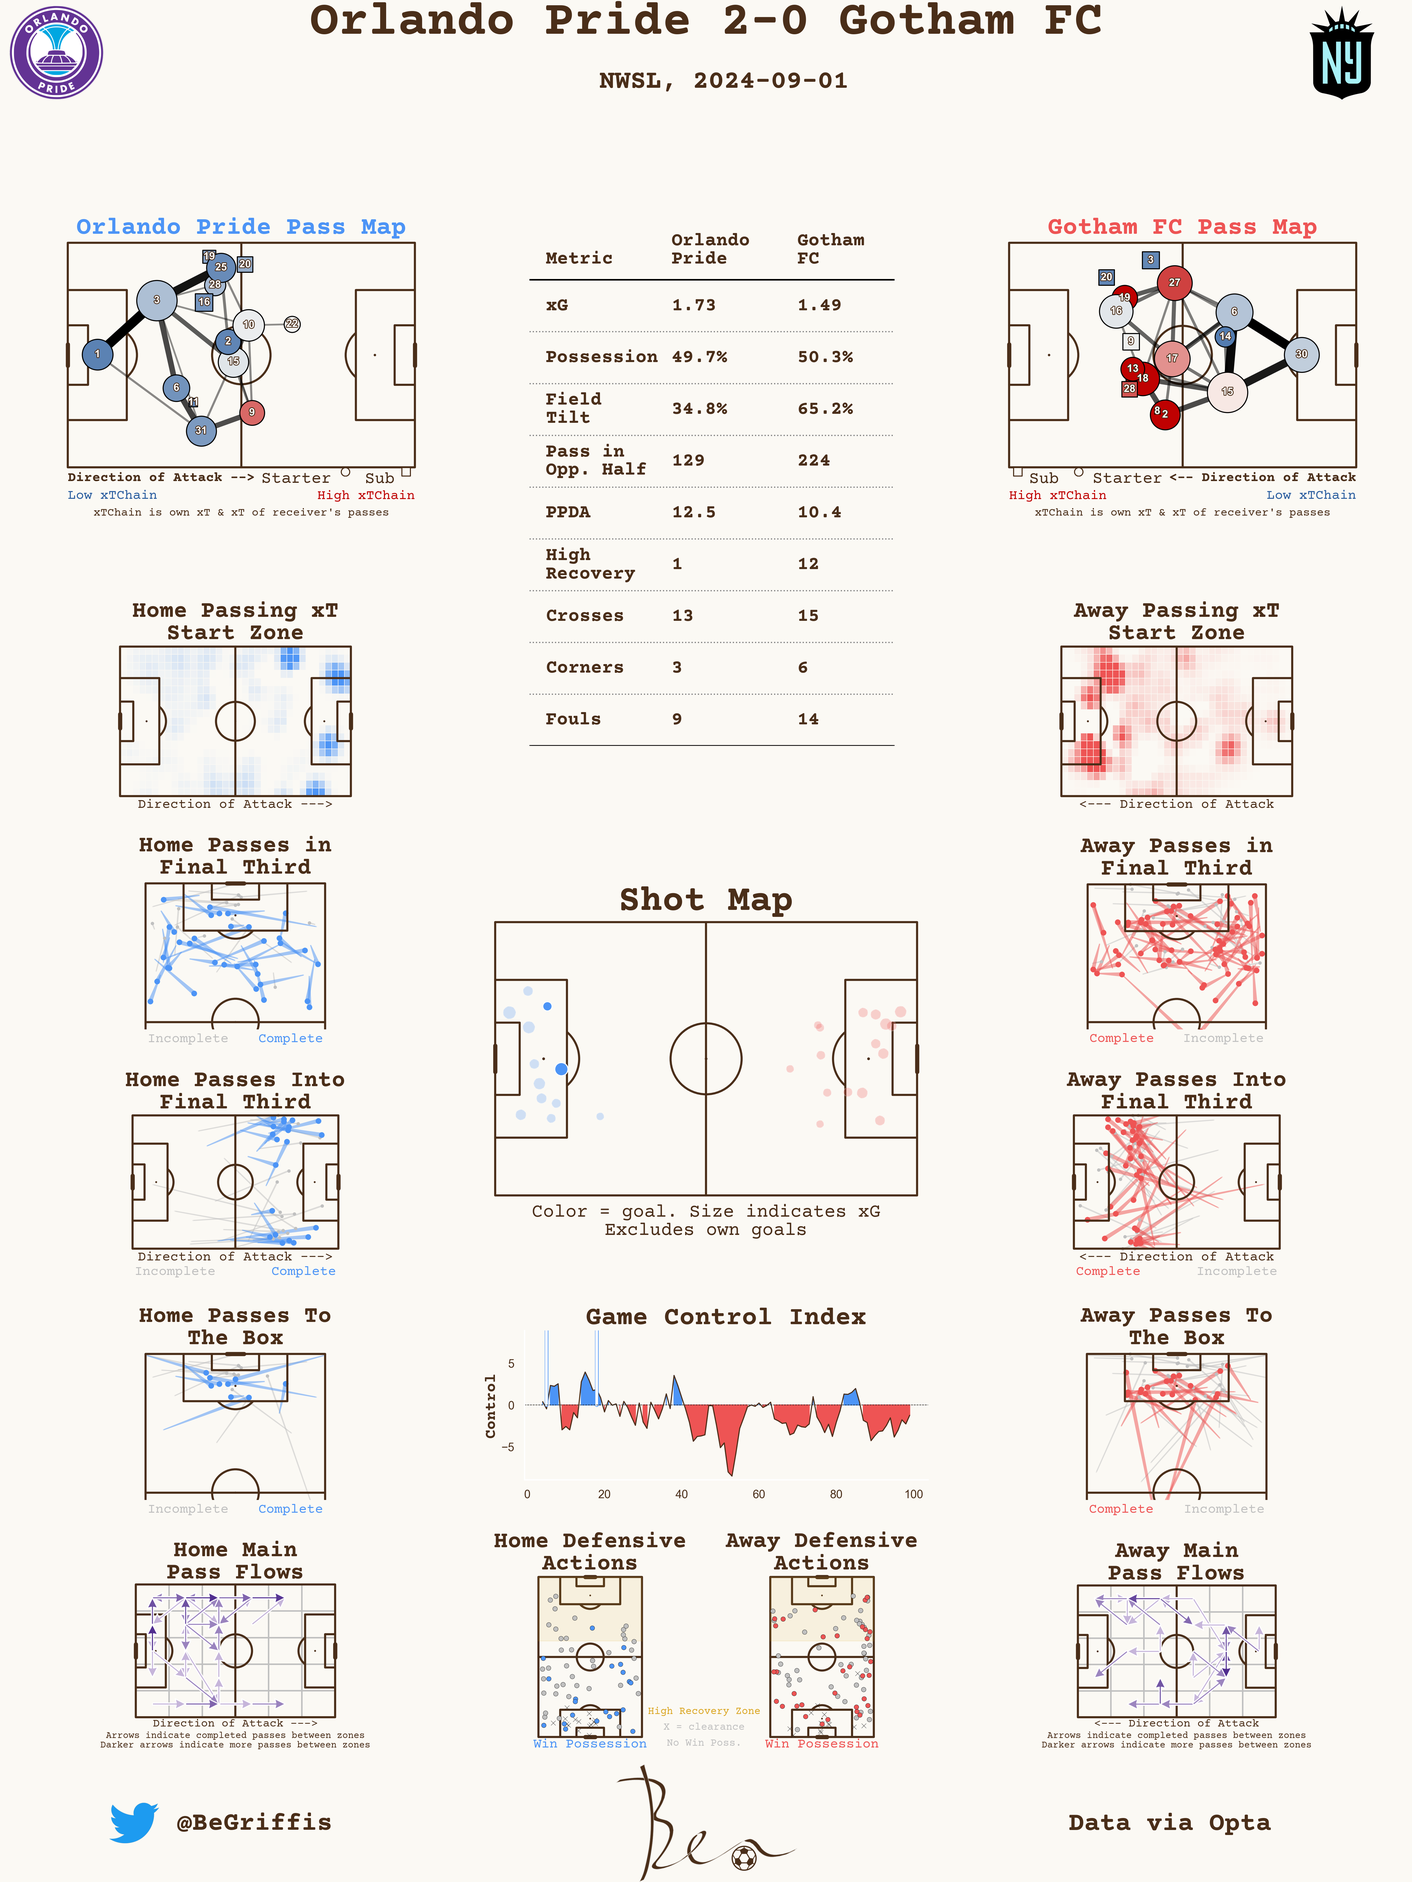 Orlando Pride 2-0 Gotham FC
NWSL, 2024-09-01
ORLANDO
PRIDE
NY
Orlando Pride Pass Map
19
25
20
28
3
16
10
22
2
1
15
6
11
9
31
Direction of Attack --> Starter Sub
Low xTChain High xTChain
xTChain is own xT & xT of receiver's passes
Metric Orlando Pride Gotham FC
xG 1.73 1.49
Possession 49.7% 50.3%
Field Tilt 34.8% 65.2%
Pass in Opp. Half 129 224
PPDA 12.5 10.4
High Recovery 1 12
Crosses 13 15
Corners 3 6
Fouls 9 14
Gotham FC Pass Map
3
20
27
19
16
6
14
9
17
30
13
18
28
15
8
2
Sub Starter <-- Direction of Attack
High xTChain Low xTChain
xTChain is own xT & xT of receiver's passes
Home Passing xT
Start Zone
Direction of Attack --->
Away Passing xT
Start Zone
<--- Direction of Attack
Home Passes in
Final Third
Incomplete Complete
Away Passes in
Final Third
Complete Incomplete
Shot Map
Color = goal. Size indicates xG
Excludes own goals
Home Passes Into
Final Third
Direction of Attack --->
Incomplete Complete
Away Passes Into
Final Third
<--- Direction of Attack
Complete Incomplete
Home Passes To
The Box
Incomplete Complete
Game Control Index
Control
5
0
−5
0 20 40 60 80 100
Away Passes To
The Box
Complete Incomplete
Home Main
Pass Flows
Direction of Attack --->
Arrows indicate completed passes between zones
Darker arrows indicate more passes between zones
Home Defensive
Actions
Win Possession
Away Defensive
Actions
Win Possession
High Recovery Zone
X = clearance
No Win Poss.
Away Main
Pass Flows
<--- Direction of Attack
Arrows indicate completed passes between zones
Darker arrows indicate more passes between zones
@BeGriffis
Ben
Data via Opta